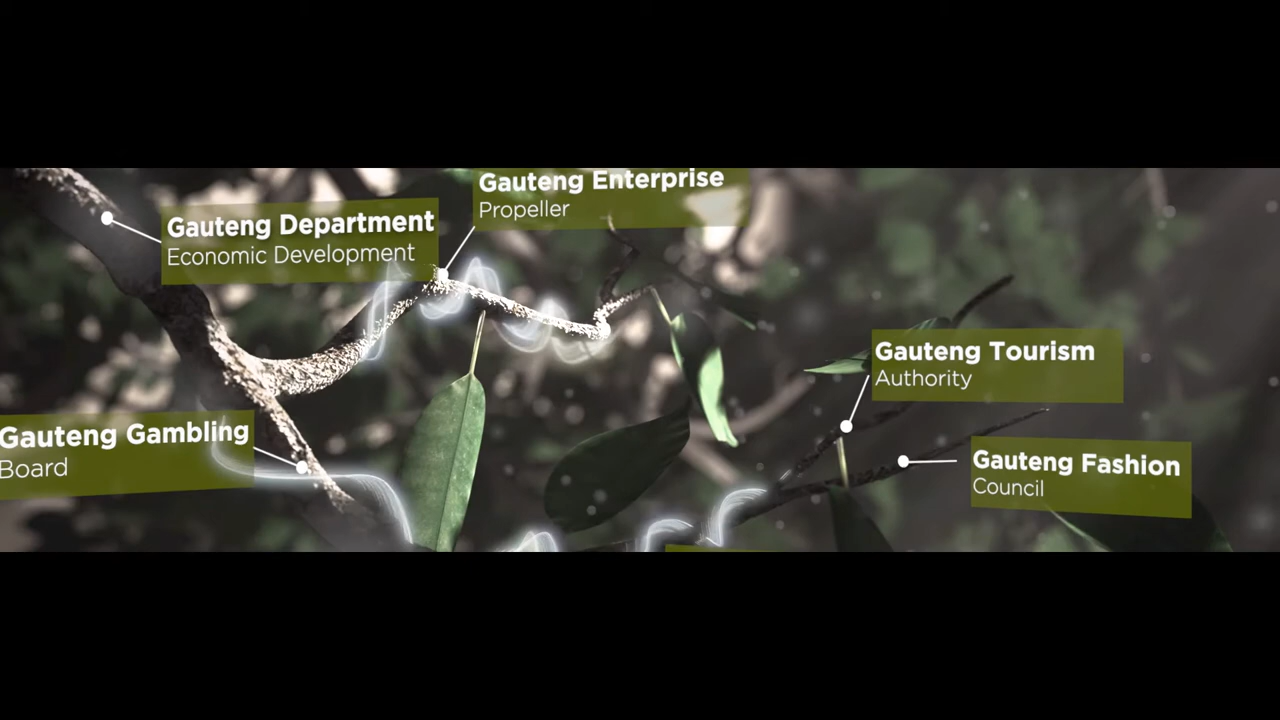 Gauteng Enterprise
Propeller
Gauteng Department
Economic Development
Gauteng Tourism
Authority
Gauteng Gambling
Board
Gauteng Fashion
Council